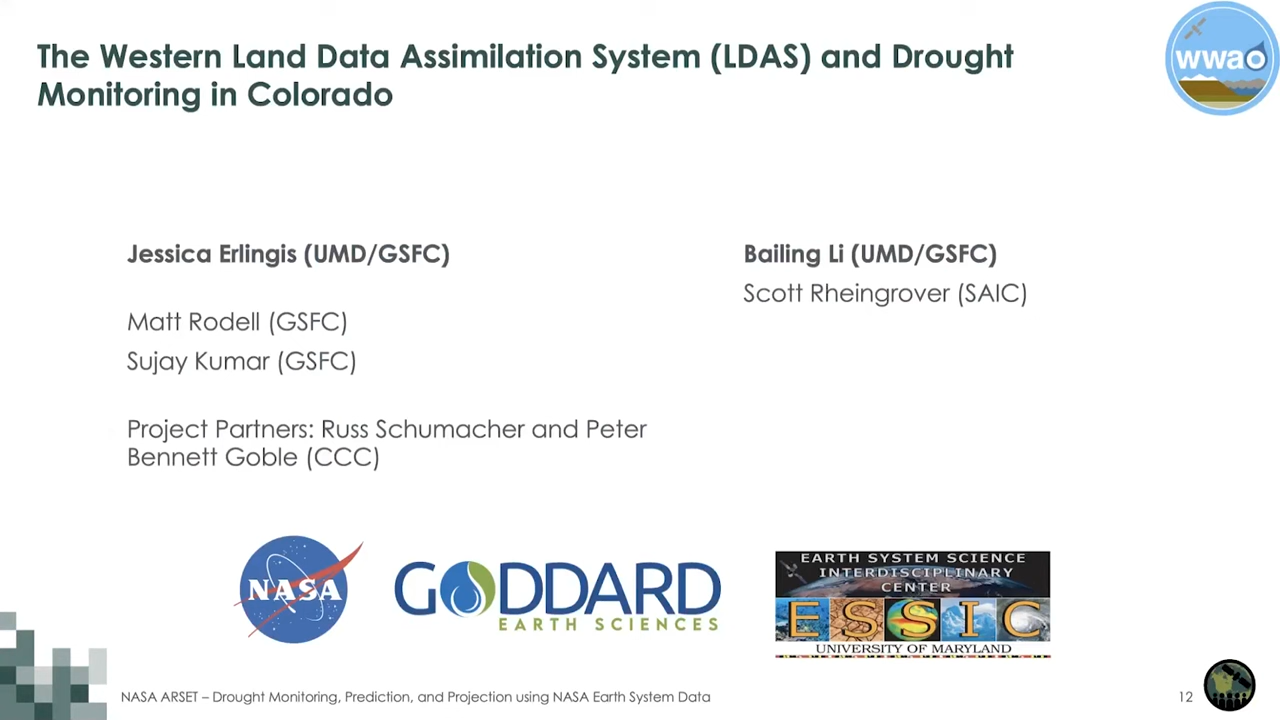 The Western Land Data Assimilation System (LDAS) and Drought
Monitoring in Colorado
wwao
Jessica Erlingis (UMD/GSFC)
Matt Rodell (GSFC)
Sujay Kumar (GSFC)
Project Partners: Russ Schumacher and Peter
Bennett Goble (CCC)
Bailing Li (UMD/GSFC)
Scott Rheingrover (SAIC)
NASA
GODDARD
EARTH SCIENCES
EARTH SYSTEM SCIENCE
INTERDISCIPLINARY
CENTER
ESSIC
UNIVERSITY OF MARYLAND
NASA ARSET – Drought Monitoring, Prediction, and Projection using NASA Earth System Data
12